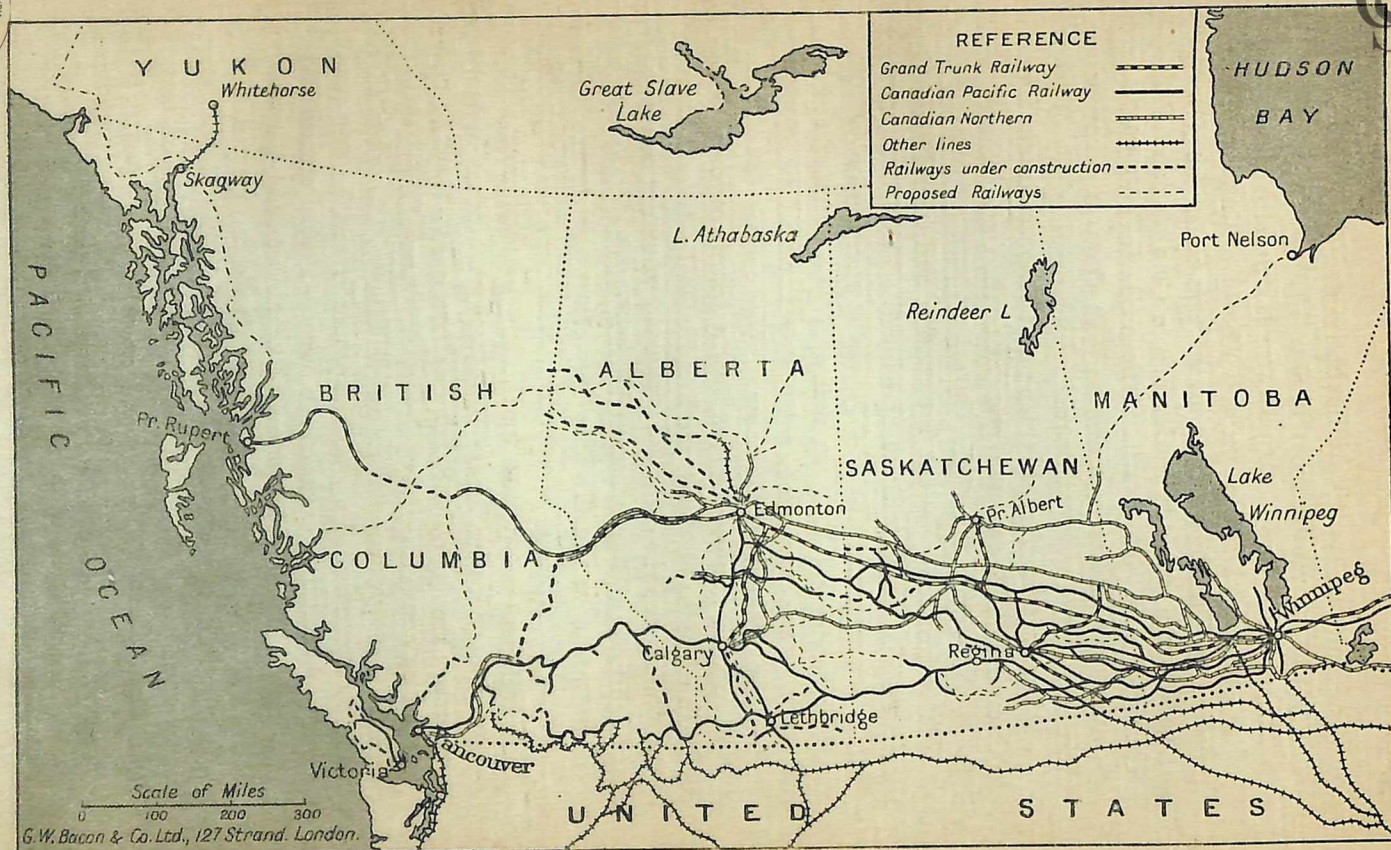 YUKON
Whitehorse
Skagway
Great Slave
Lake
REFERENCE
Grand Trunk Railway
Canadian Pacific Railway
Canadian Northern
Other lines
Railways under construction
Proposed Railways
HUDSON
BAY
L. Athabaska
Port Nelson
Reindeer L
PACIFIC
OCEAN
BRITISH
COLUMBIA
ALBERTA
SASKATCHEWAN
MANITOBA
Pr. Rupert
Edmonton
Pr. Albert
Lake
Winnipeg
Winnipeg
Calgary
Regina
Lethbridge
Vancouver
Victoria
UNITED STATES
Scale of Miles
0 100 200 300
G.W. Bacon & Co. Ltd., 127 Strand. London.